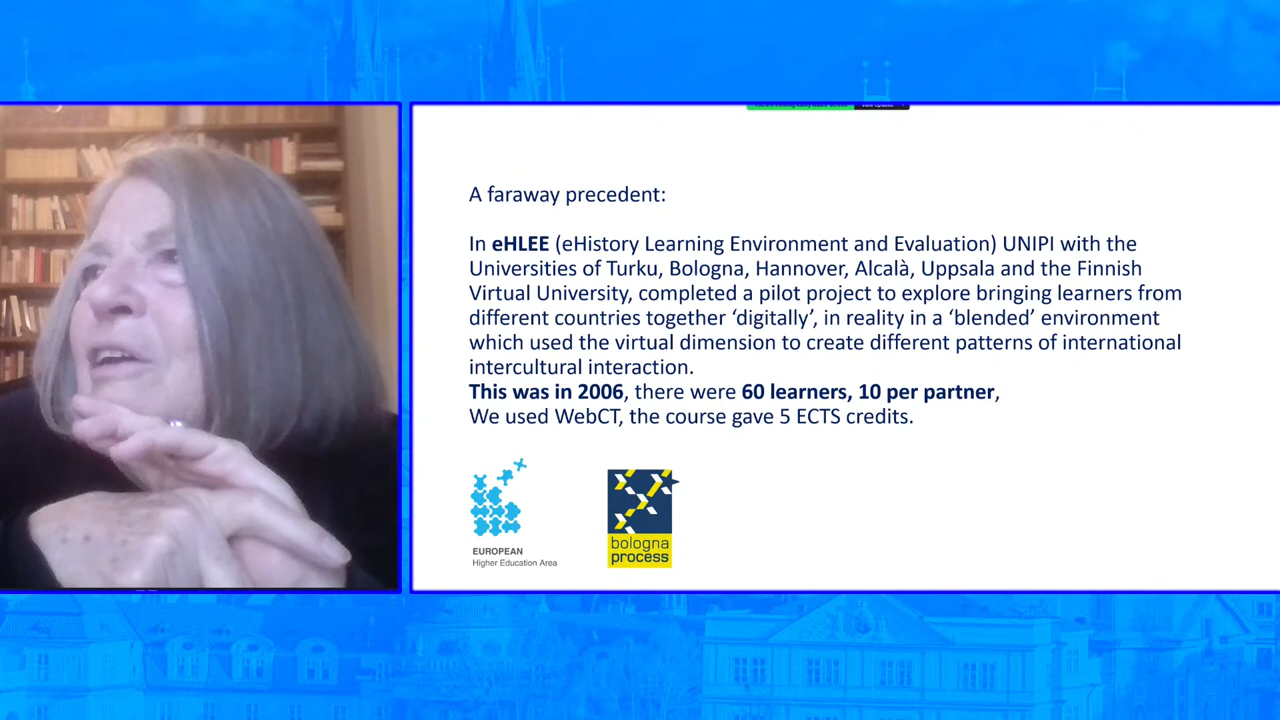 A faraway precedent:
In eHLEE (eHistory Learning Environment and Evaluation) UNIPI with the
Universities of Turku, Bologna, Hannover, Alcalà, Uppsala and the Finnish
Virtual University, completed a pilot project to explore bringing learners from
different countries together ‘digitally’, in reality in a ‘blended’ environment
which used the virtual dimension to create different patterns of international
intercultural interaction.
This was in 2006, there were 60 learners, 10 per partner,
We used WebCT, the course gave 5 ECTS credits.
EUROPEAN
Higher Education Area
bologna
process